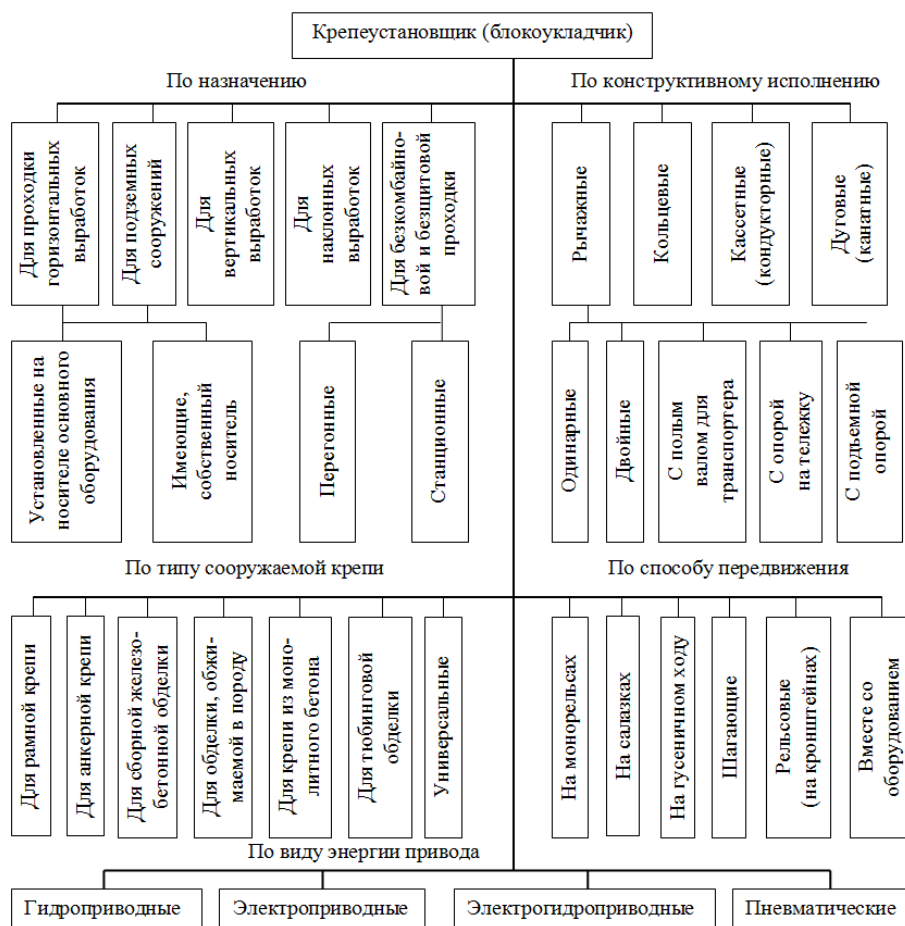 Крепеустановщик (блокоукладчик)
По назначению
По конструктивному исполнению
Для проходки
горизонтальных
выработок
Для подземных
сооружений
Для
вертикальных
выработок
Для
наклонных
выработок
Для безкомбайно-
вой и безщитовой
проходки
Рычажные
Кольцевые
Кассетные
(кондукторные)
Дуговые
(канатные)
Установленные на
носителе основного
оборудования
Имеющие,
собственный
носитель
Перегонные
Станционные
Одинарные
Двойные
С полым
валом для
транспортера
С опорой
на тележку
С подъемной
опорой
По типу сооружаемой крепи
По способу передвижения
Для рамной крепи
Для анкерной крепи
Для сборной железо-
бетонной обделки
Для обделки, обжи-
маемой в породу
Для крепи из моно-
литного бетона
Для тюбинговой
обделки
Универсальные
На монорельсах
На салазках
На гусеничном ходу
Шагающие
Рельсовые
(на кронштейнах)
Вместе со
оборудованием
По виду энергии привода
Гидроприводные
Электроприводные
Электрогидроприводные
Пневматические